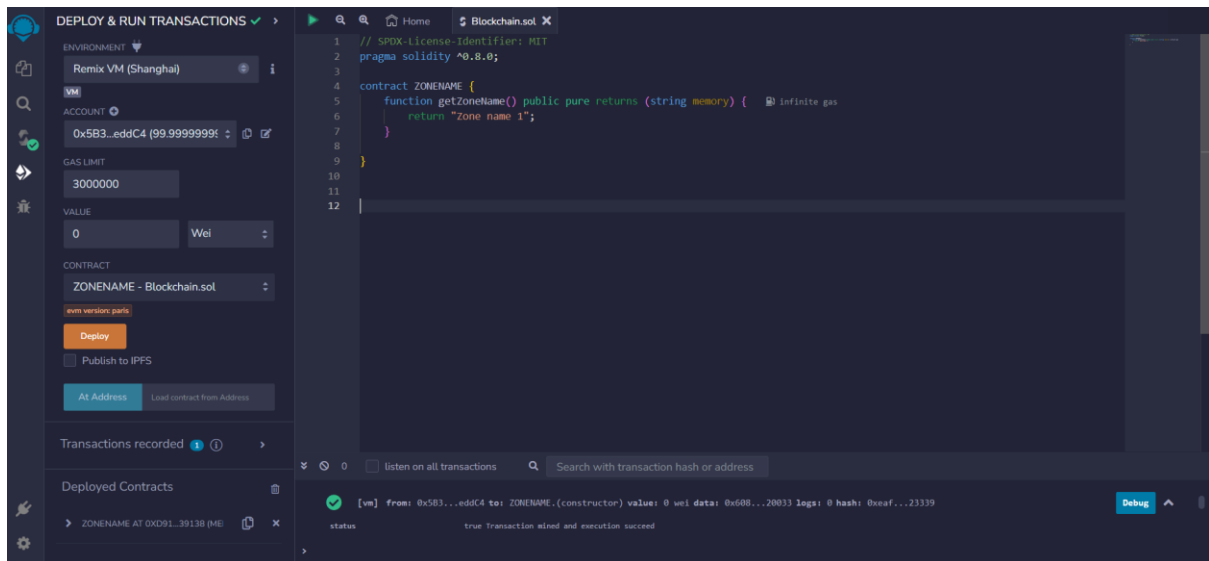 DEPLOY & RUN TRANSACTIONS
ENVIRONMENT
Remix VM (Shanghai)
VM
ACCOUNT
0x5B3...eddC4 (99.9999999
GAS LIMIT
3000000
VALUE
0 Wei
CONTRACT
ZONENAME - Blockchain.sol
evm version: paris
Deploy
Publish to IPFS
At Address Load contract from Address
Transactions recorded 1
Deployed Contracts
ZONENAME AT 0XD91...39138 (ME
Home Blockchain.sol
1 // SPDX-License-Identifier: MIT
2 pragma solidity ^0.8.0;
3
4 contract ZONENAME {
5 function getZoneName() public pure returns (string memory) { infinite gas
6 return "Zone name 1";
7 }
8
9 }
10
11
12
0 listen on all transactions Search with transaction hash or address
[vm] from: 0x5B3...eddC4 to: ZONENAME.(constructor) value: 0 wei data: 0x608...20033 logs: 0 hash: 0xeaf...23339 Debug
status true Transaction mined and execution succeed
>